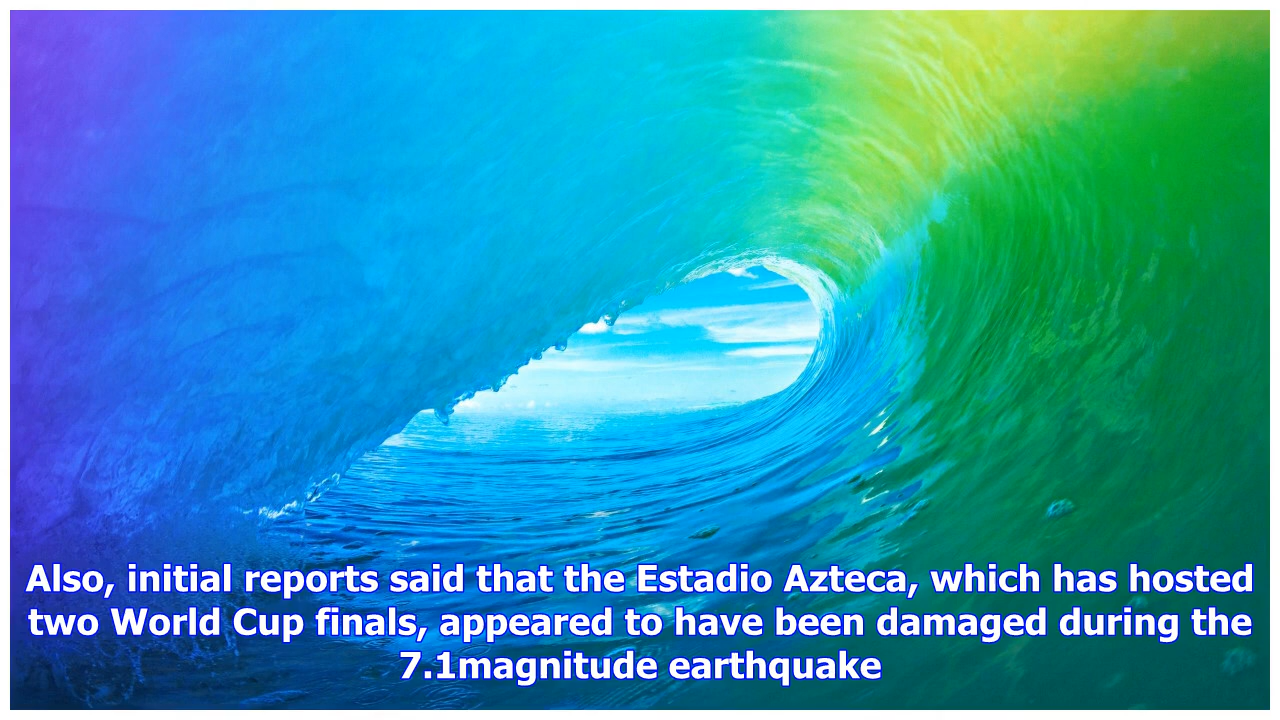 Also, initial reports said that the Estadio Azteca, which has hosted
two World Cup finals, appeared to have been damaged during the
7.1magnitude earthquake